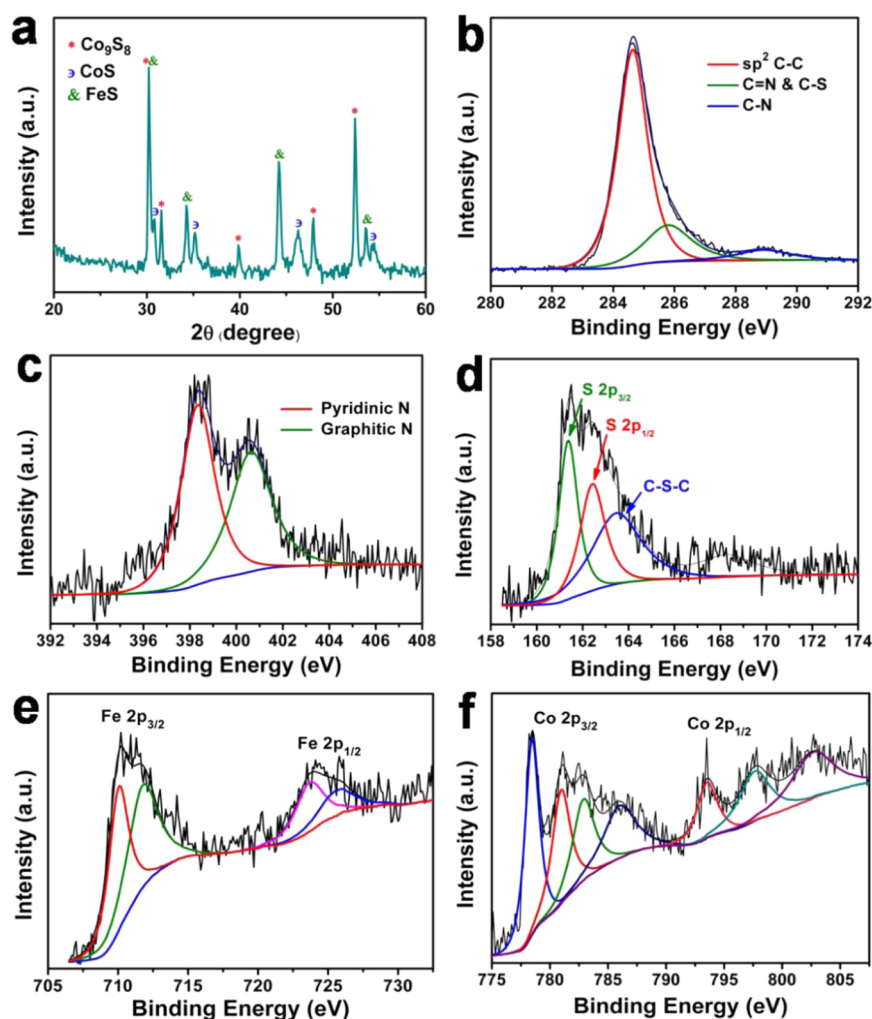 a
* Co₉S₈
э CoS
& FeS
* &
э
*
&
э
*
&
э
*
*
&
э
Intensity (a.u.)
20 30 40 50 60
2θ (degree)
b
sp² C-C
C=N & C-S
C-N
Intensity (a.u.)
280 282 284 286 288 290 292
Binding Energy (eV)
c
Pyridinic N
Graphitic N
Intensity (a.u.)
392 394 396 398 400 402 404 406 408
Binding Energy (eV)
d
S 2p₃/₂
S 2p₁/₂
C-S-C
Intensity (a.u.)
158 160 162 164 166 168 170 172 174
Binding Energy (eV)
e
Fe 2p₃/₂
Fe 2p₁/₂
Intensity (a.u.)
705 710 715 720 725 730
Binding Energy (eV)
f
Co 2p₃/₂
Co 2p₁/₂
Intensity (a.u.)
775 780 785 790 795 800 805
Binding Energy (eV)